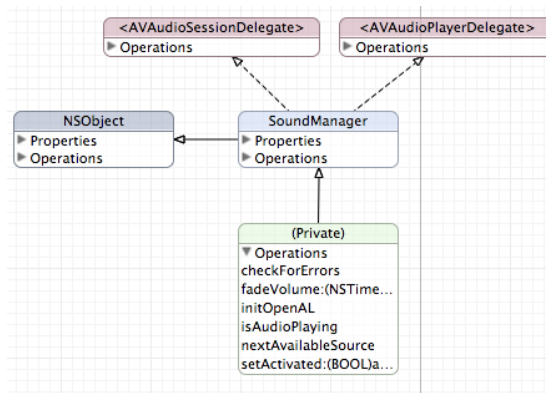 <AVAudioSessionDelegate>
Operations
<AVAudioPlayerDelegate>
Operations
NSObject
Properties
Operations
SoundManager
Properties
Operations
(Private)
Operations
checkForErrors
fadeVolume:(NSTime...
initOpenAL
isAudioPlaying
nextAvailableSource
setActivated:(BOOL)a...